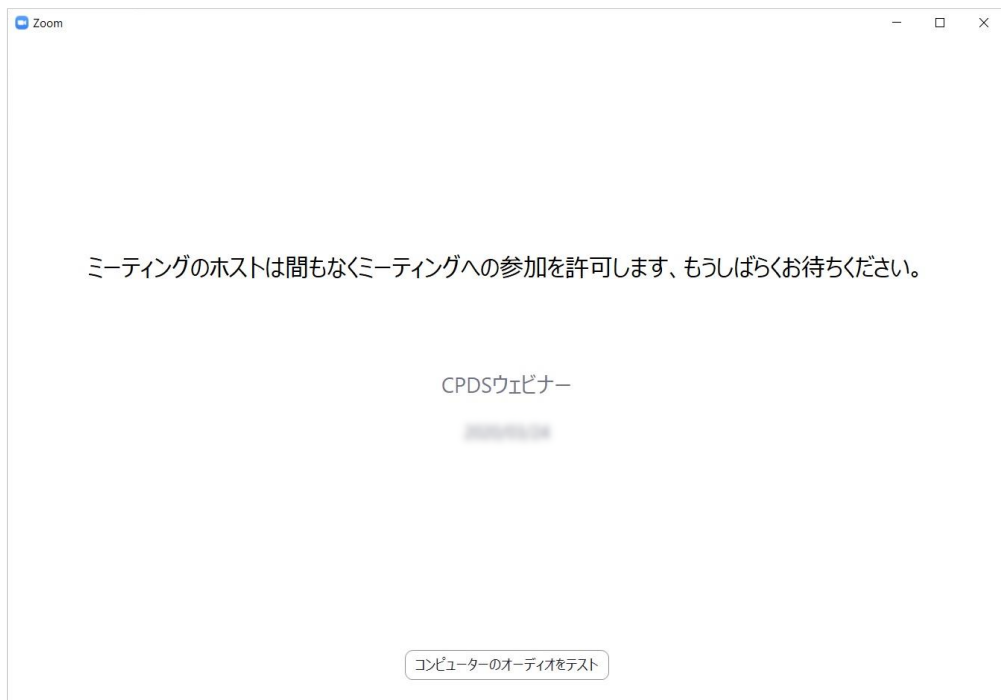 Zoom
ミーティングのホストは間もなくミーティングへの参加を許可します、もうしばらくお待ちください。
CPDSウェビナー
コンピューターのオーディオをテスト